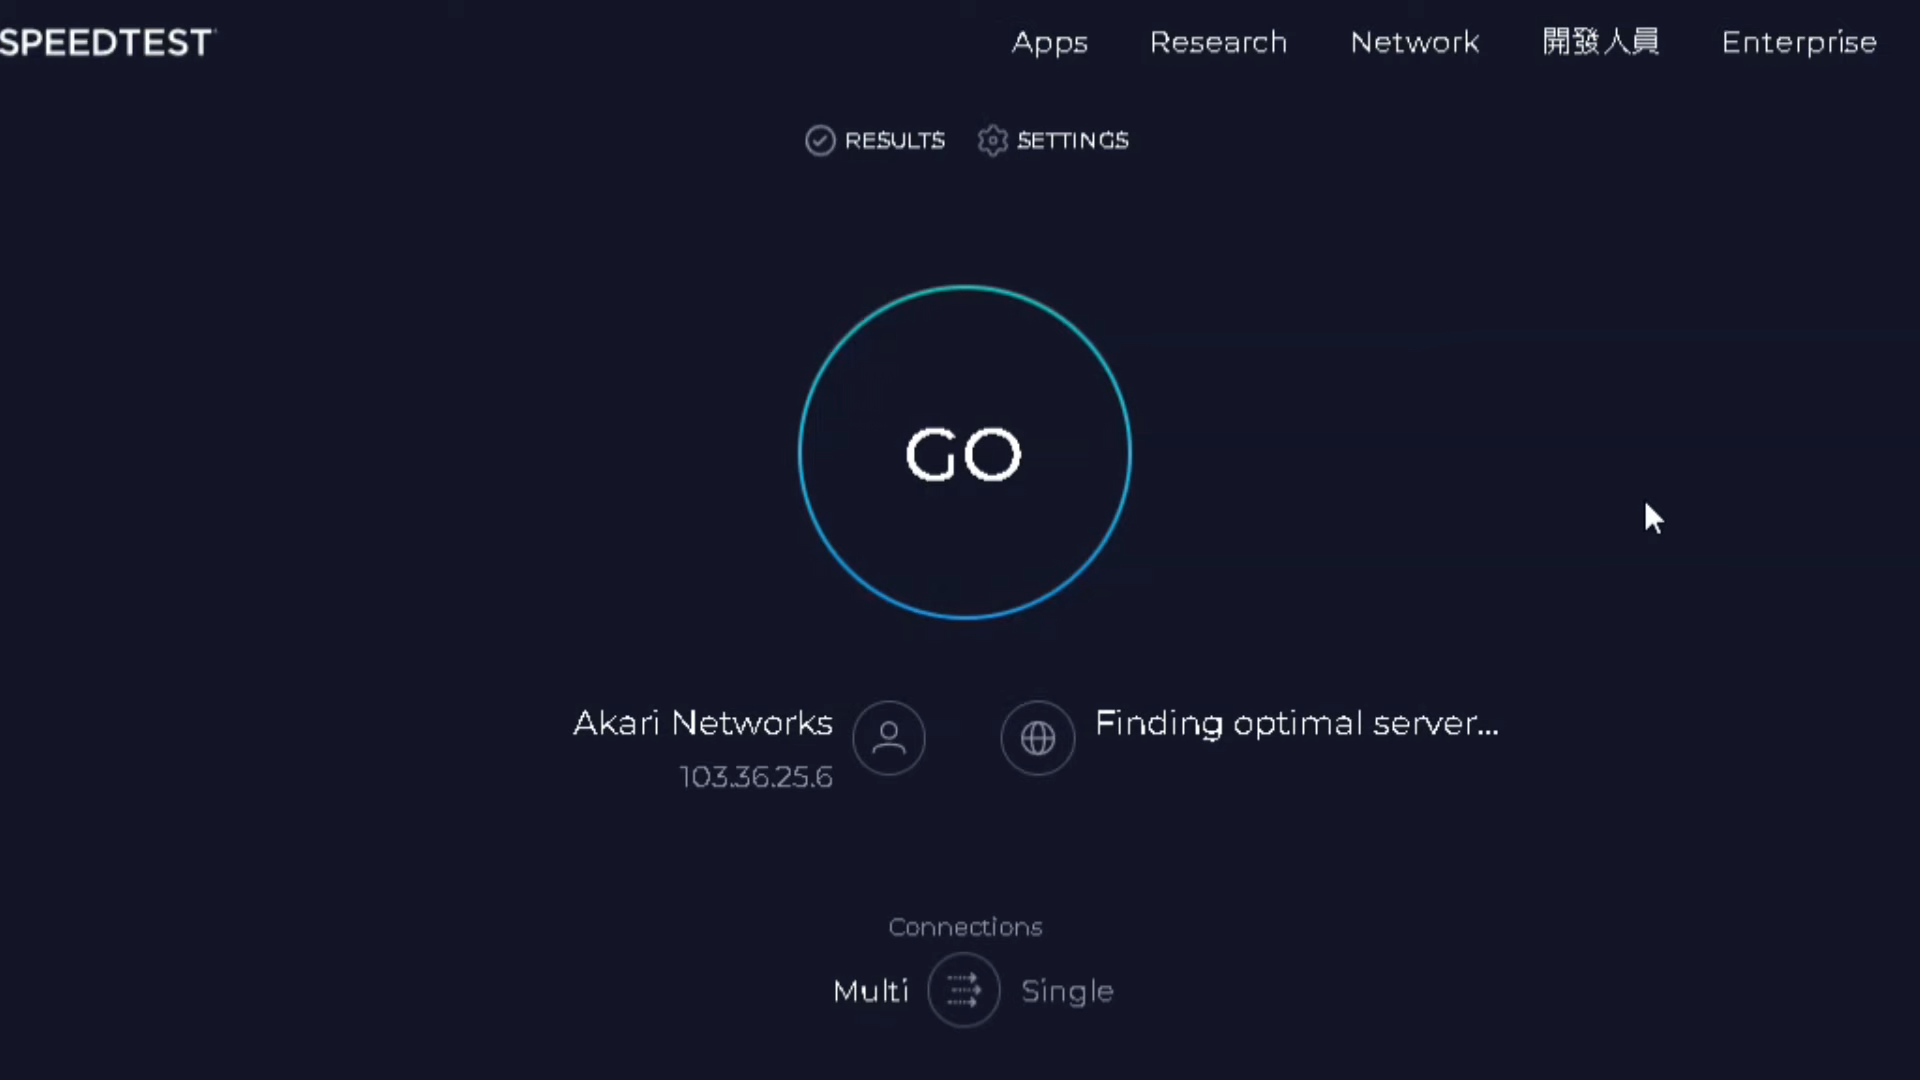 SPEEDTEST
Apps Research Network 開發人員 Enterprise
RESULTS SETTINGS
GO
Akari Networks
103.36.25.6
Finding optimal server...
Connections
Multi Single